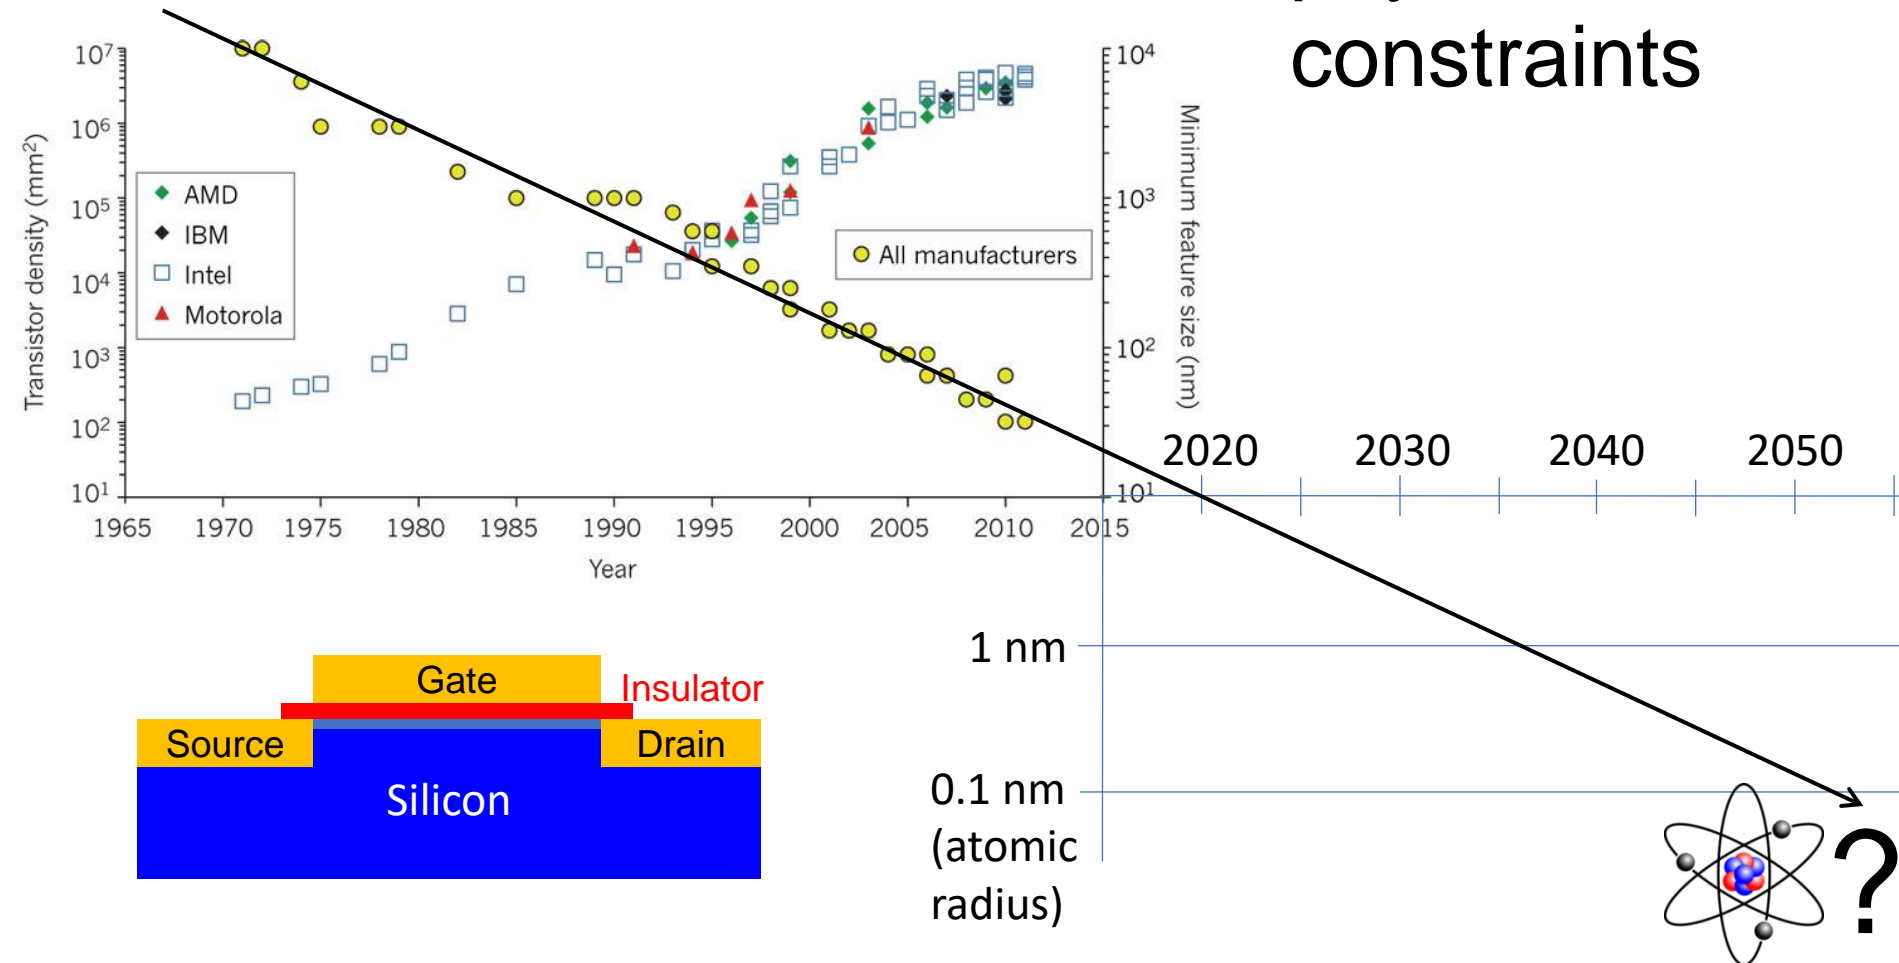 constraints
10⁷
10⁶
10⁵
10⁴
10³
10²
10¹
Transistor density (mm²)
AMD
IBM
Intel
Motorola
All manufacturers
10⁴
10³
10²
10¹
Minimum feature size (nm)
1965 1970 1975 1980 1985 1990 1995 2000 2005 2010 2015
Year
2020 2030 2040 2050
1 nm
0.1 nm
(atomic
radius)
Gate
Insulator
Source
Drain
Silicon
?